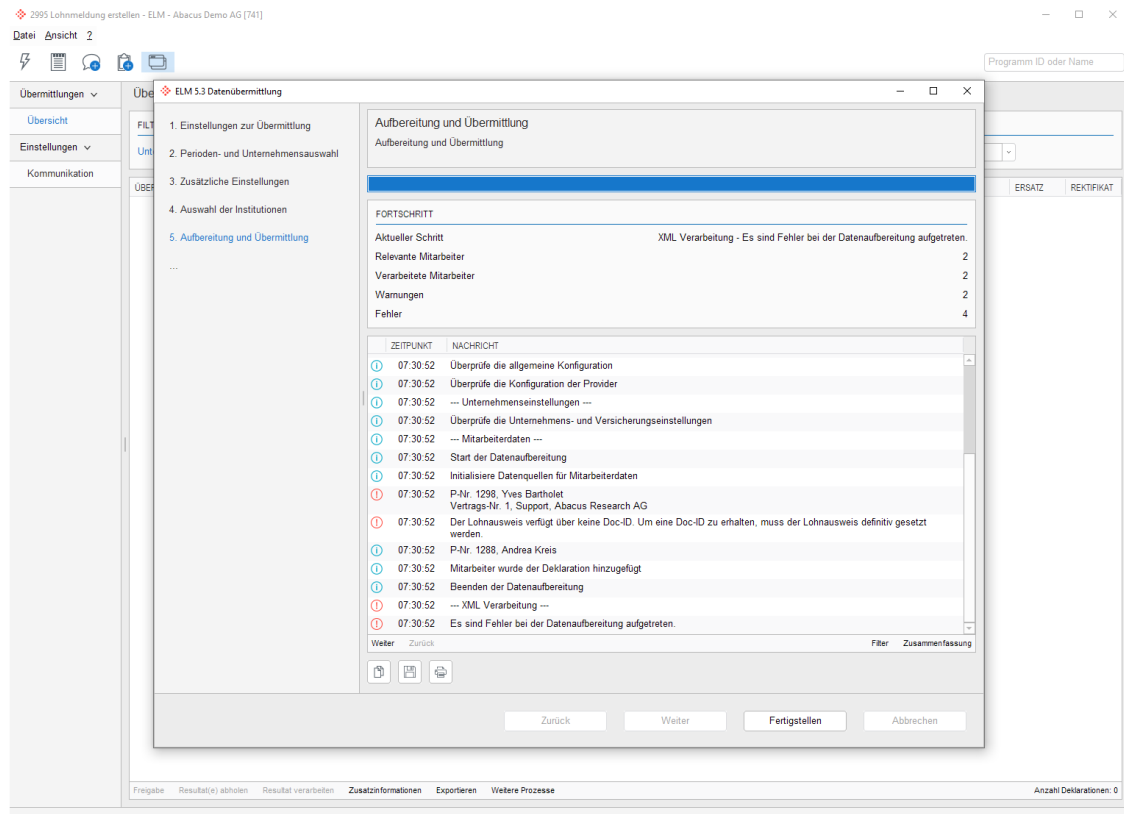 2995 Lohnmeldung erstellen - ELM - Abacus Demo AG [741]
Datei Ansicht ?
Programm ID oder Name
Übermittlungen
Übersicht
Einstellungen
Kommunikation
ERSATZ REKTIFIKAT
ELM 5.3 Datenübermittlung
1. Einstellungen zur Übermittlung
2. Perioden- und Unternehmensauswahl
3. Zusätzliche Einstellungen
4. Auswahl der Institutionen
5. Aufbereitung und Übermittlung
...
Aufbereitung und Übermittlung
Aufbereitung und Übermittlung
FORTSCHRITT
Aktueller Schritt XML Verarbeitung - Es sind Fehler bei der Datenaufbereitung aufgetreten.
Relevante Mitarbeiter 2
Verarbeitete Mitarbeiter 2
Warnungen 2
Fehler 4
ZEITPUNKT NACHRICHT
07:30:52 Überprüfe die allgemeine Konfiguration
07:30:52 Überprüfe die Konfiguration der Provider
07:30:52 --- Unternehmenseinstellungen ---
07:30:52 Überprüfe die Unternehmens- und Versicherungseinstellungen
07:30:52 --- Mitarbeiterdaten ---
07:30:52 Start der Datenaufbereitung
07:30:52 Initialisiere Datenquellen für Mitarbeiterdaten
07:30:52 P-Nr. 1298, Yves Bartholet
Vertrags-Nr. 1, Support, Abacus Research AG
07:30:52 Der Lohnausweis verfügt über keine Doc-ID. Um eine Doc-ID zu erhalten, muss der Lohnausweis definitiv gesetzt
werden.
07:30:52 P-Nr. 1288, Andrea Kreis
07:30:52 Mitarbeiter wurde der Deklaration hinzugefügt
07:30:52 Beenden der Datenaufbereitung
07:30:52 --- XML Verarbeitung ---
07:30:52 Es sind Fehler bei der Datenaufbereitung aufgetreten.
Weiter Zurück Filter Zusammenfassung
Zurück Weiter Fertigstellen Abbrechen
Freigabe Resultat(e) abholen Resultat verarbeiten Zusatzinformationen Exportieren Weitere Prozesse Anzahl Deklarationen: 0